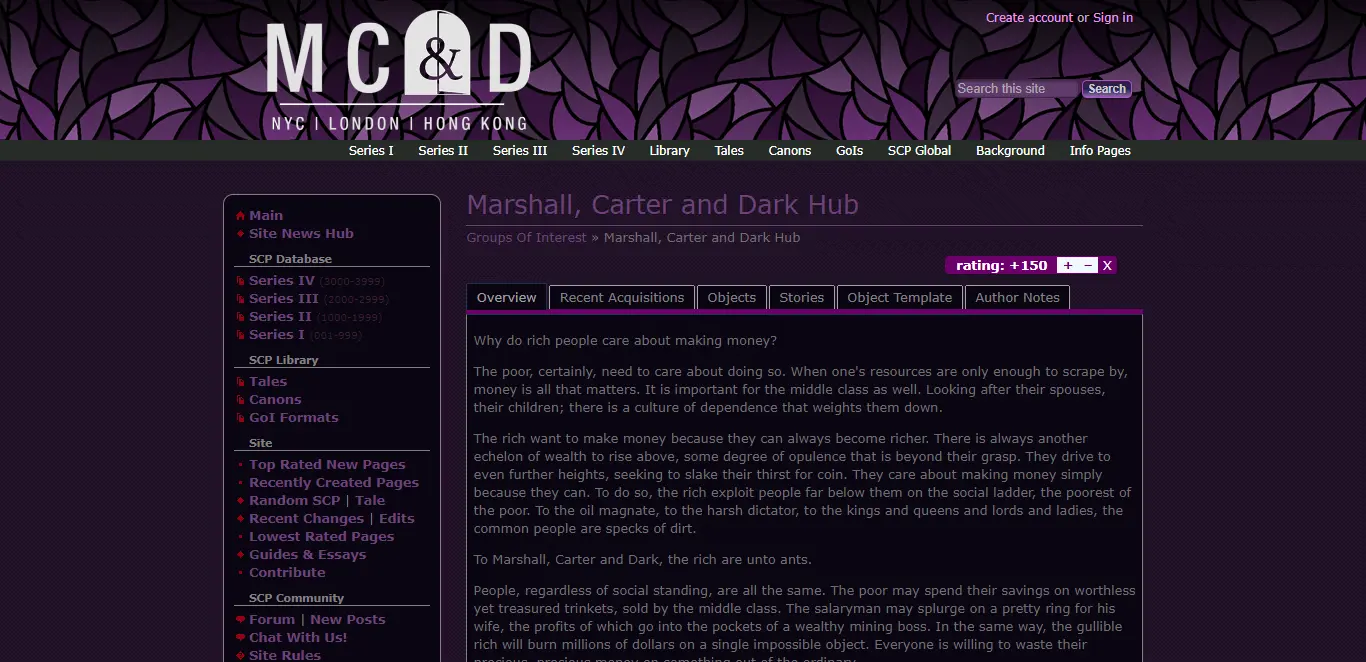 MC&D
NYC | LONDON | HONG KONG
Create account or Sign in
Search this site
Search
Series I Series II Series III Series IV Library Tales Canons GoIs SCP Global Background Info Pages
Main
Site News Hub
SCP Database
Series IV (3000-3999)
Series III (2000-2999)
Series II (1000-1999)
Series I (001-999)
SCP Library
Tales
Canons
GoI Formats
Site
Top Rated New Pages
Recently Created Pages
Random SCP | Tale
Recent Changes | Edits
Lowest Rated Pages
Guides & Essays
Contribute
SCP Community
Forum | New Posts
Chat With Us!
Site Rules
Marshall, Carter and Dark Hub
Groups Of Interest » Marshall, Carter and Dark Hub
rating: +150 + − X
Overview Recent Acquisitions Objects Stories Object Template Author Notes
Why do rich people care about making money?
The poor, certainly, need to care about doing so. When one's resources are only enough to scrape by,
money is all that matters. It is important for the middle class as well. Looking after their spouses,
their children; there is a culture of dependence that weights them down.
The rich want to make money because they can always become richer. There is always another
echelon of wealth to rise above, some degree of opulence that is beyond their grasp. They drive to
even further heights, seeking to slake their thirst for coin. They care about making money simply
because they can. To do so, the rich exploit people far below them on the social ladder, the poorest of
the poor. To the oil magnate, to the harsh dictator, to the kings and queens and lords and ladies, the
common people are specks of dirt.
To Marshall, Carter and Dark, the rich are unto ants.
People, regardless of social standing, are all the same. The poor may spend their savings on worthless
yet treasured trinkets, sold by the middle class. The salaryman may splurge on a pretty ring for his
wife, the profits of which go into the pockets of a wealthy mining boss. In the same way, the gullible
rich will burn millions of dollars on a single impossible object. Everyone is willing to waste their
precious, precious money on something out of the ordinary.